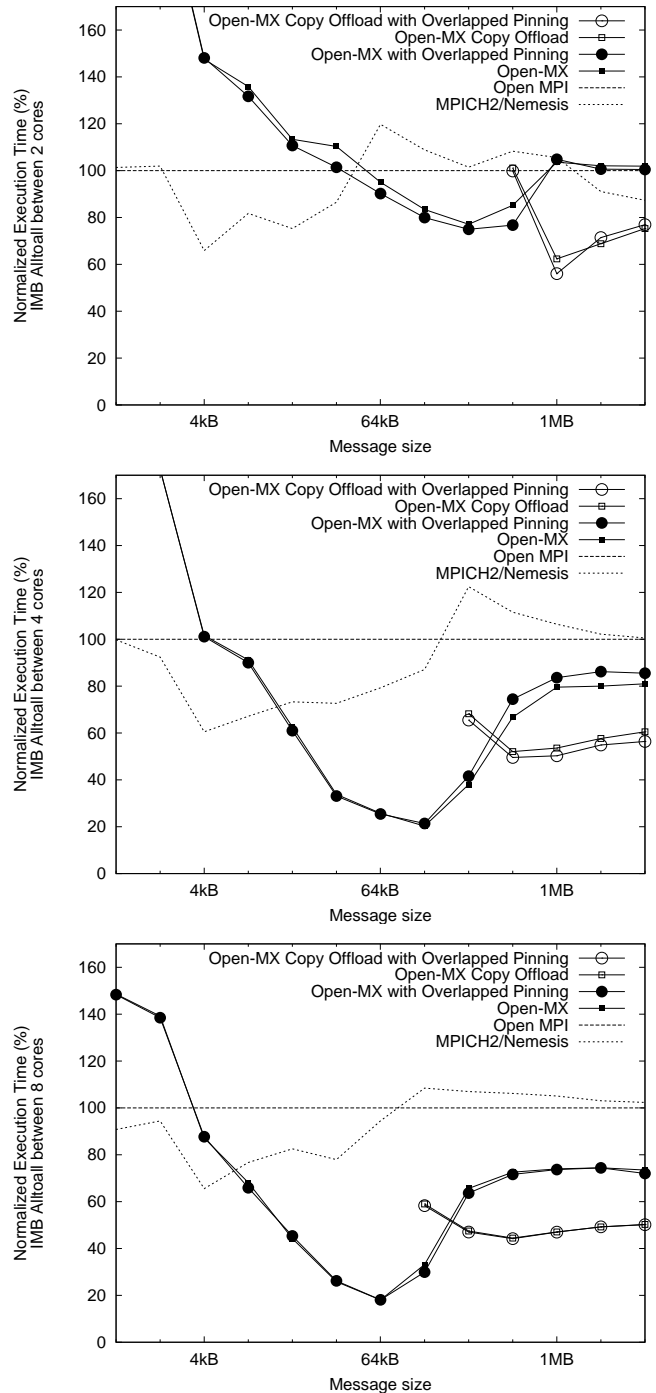 Normalized Execution Time (%)
IMB Alltoall between 2 cores
160
140
120
100
80
60
40
20
0
4kB
64kB
1MB
Message size
Open-MX Copy Offload with Overlapped Pinning
Open-MX Copy Offload
Open-MX with Overlapped Pinning
Open-MX
Open MPI
MPICH2/Nemesis
Normalized Execution Time (%)
IMB Alltoall between 4 cores
160
140
120
100
80
60
40
20
0
4kB
64kB
1MB
Message size
Open-MX Copy Offload with Overlapped Pinning
Open-MX Copy Offload
Open-MX with Overlapped Pinning
Open-MX
Open MPI
MPICH2/Nemesis
Normalized Execution Time (%)
IMB Alltoall between 8 cores
160
140
120
100
80
60
40
20
0
4kB
64kB
1MB
Message size
Open-MX Copy Offload with Overlapped Pinning
Open-MX Copy Offload
Open-MX with Overlapped Pinning
Open-MX
Open MPI
MPICH2/Nemesis